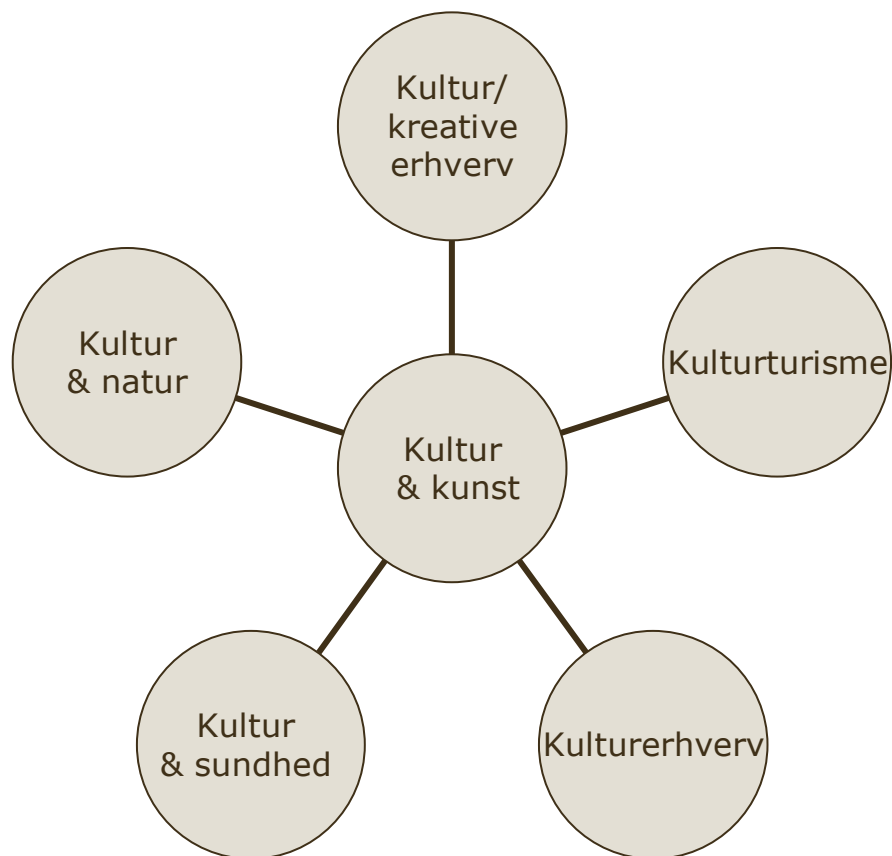 Kultur/
kreative
erhverv
Kultur
& natur
Kulturturisme
Kultur
& kunst
Kultur
& sundhed
Kulturerhverv